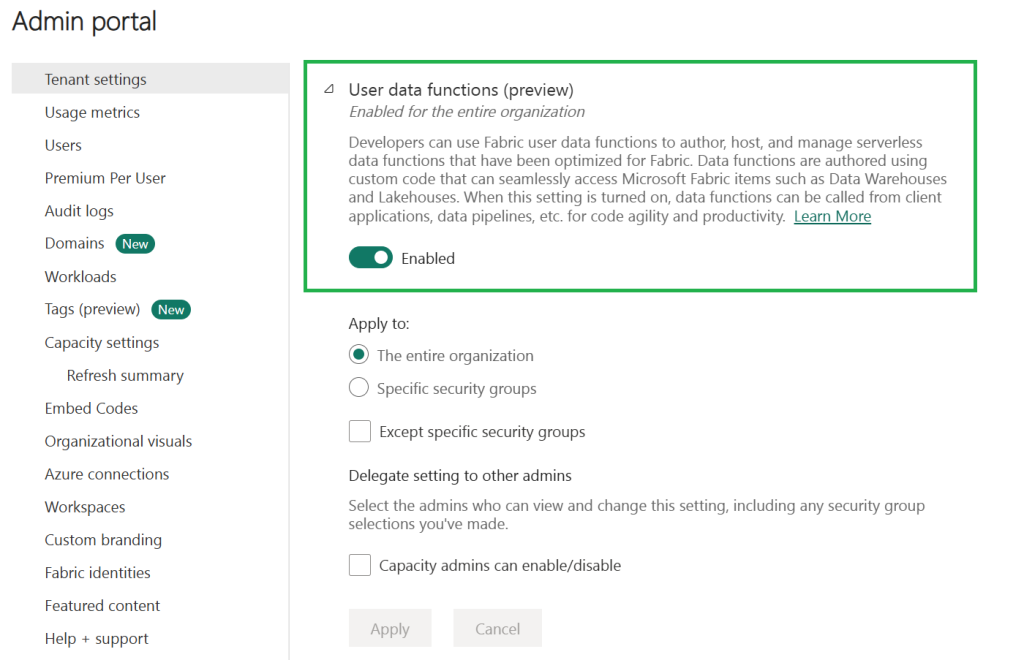 Admin portal
Tenant settings
Usage metrics
Users
Premium Per User
Audit logs
Domains New
Workloads
Tags (preview) New
Capacity settings
Refresh summary
Embed Codes
Organizational visuals
Azure connections
Workspaces
Custom branding
Fabric identities
Featured content
Help + support
User data functions (preview)
Enabled for the entire organization
Developers can use Fabric user data functions to author, host, and manage serverless
data functions that have been optimized for Fabric. Data functions are authored using
custom code that can seamlessly access Microsoft Fabric items such as Data Warehouses
and Lakehouses. When this setting is turned on, data functions can be called from client
applications, data pipelines, etc. for code agility and productivity. Learn More
Enabled
Apply to:
The entire organization
Specific security groups
Except specific security groups
Delegate setting to other admins
Select the admins who can view and change this setting, including any security group
selections you've made.
Capacity admins can enable/disable
Apply Cancel